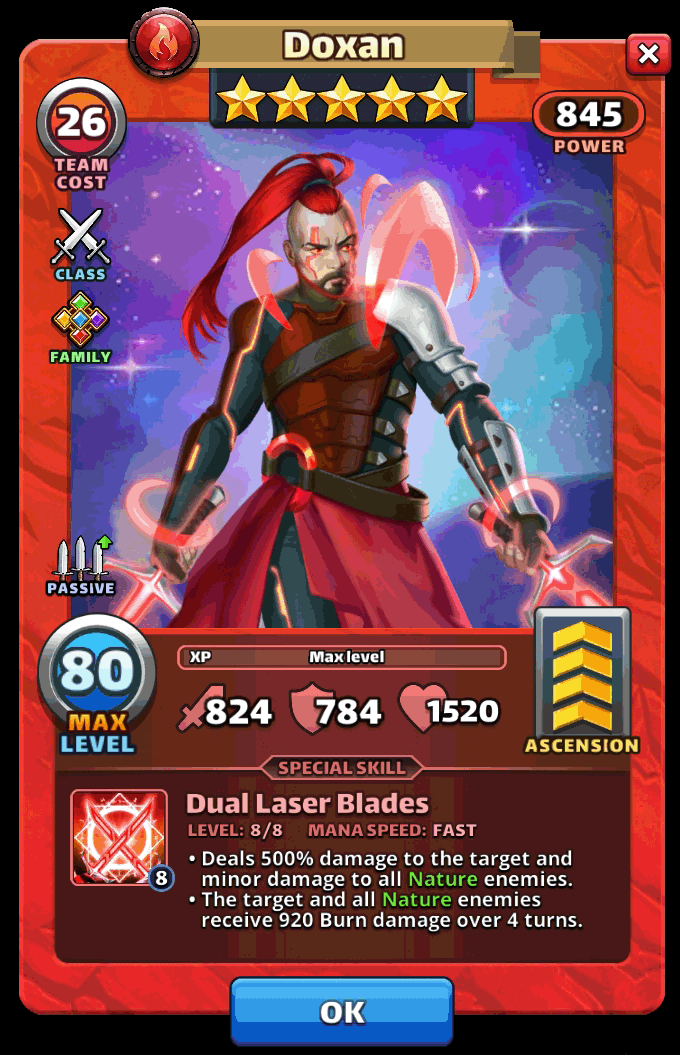 Doxan
26
TEAM
COST
845
POWER
CLASS
FAMILY
PASSIVE
80
MAX
LEVEL
XP Max level
824 784 1520
ASCENSION
SPECIAL SKILL
Dual Laser Blades
LEVEL: 8/8 MANA SPEED: FAST
8
• Deals 500% damage to the target and
minor damage to all Nature enemies.
• The target and all Nature enemies
receive 920 Burn damage over 4 turns.
OK